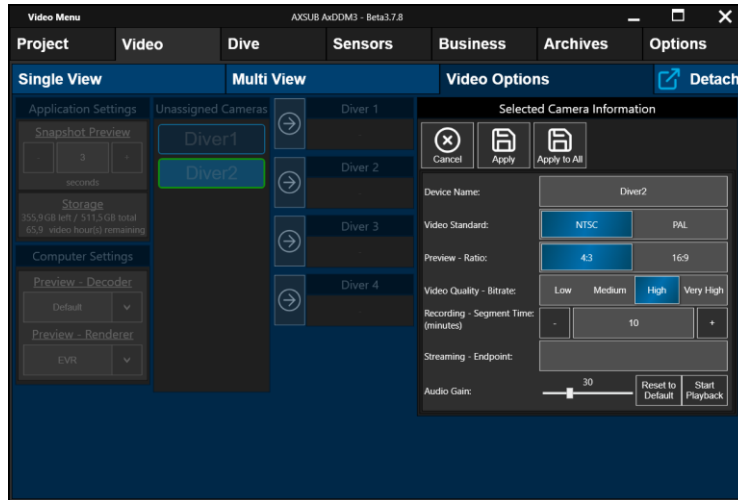 Video Menu
AXSUB AxDDM3 - Beta3.7.8
Project Video Dive Sensors Business Archives Options
Single View Multi View Video Options Detach
Application Settings
Snapshot Preview
- 3 +
seconds
Storage
355,9 GB left / 511,5 GB total
65,9 video hour(s) remaining
Computer Settings
Preview - Decoder
Default
Preview - Renderer
EVR
Unassigned Cameras
Diver1
Diver2
Diver 1
Diver 2
Diver 3
Diver 4
Selected Camera Information
Cancel Apply Apply to All
Device Name: Diver2
Video Standard: NTSC PAL
Preview - Ratio: 4:3 16:9
Video Quality - Bitrate: Low Medium High Very High
Recording - Segment Time:
(minutes) - 10 +
Streaming - Endpoint:
Audio Gain: 30
Reset to
Default
Start
Playback